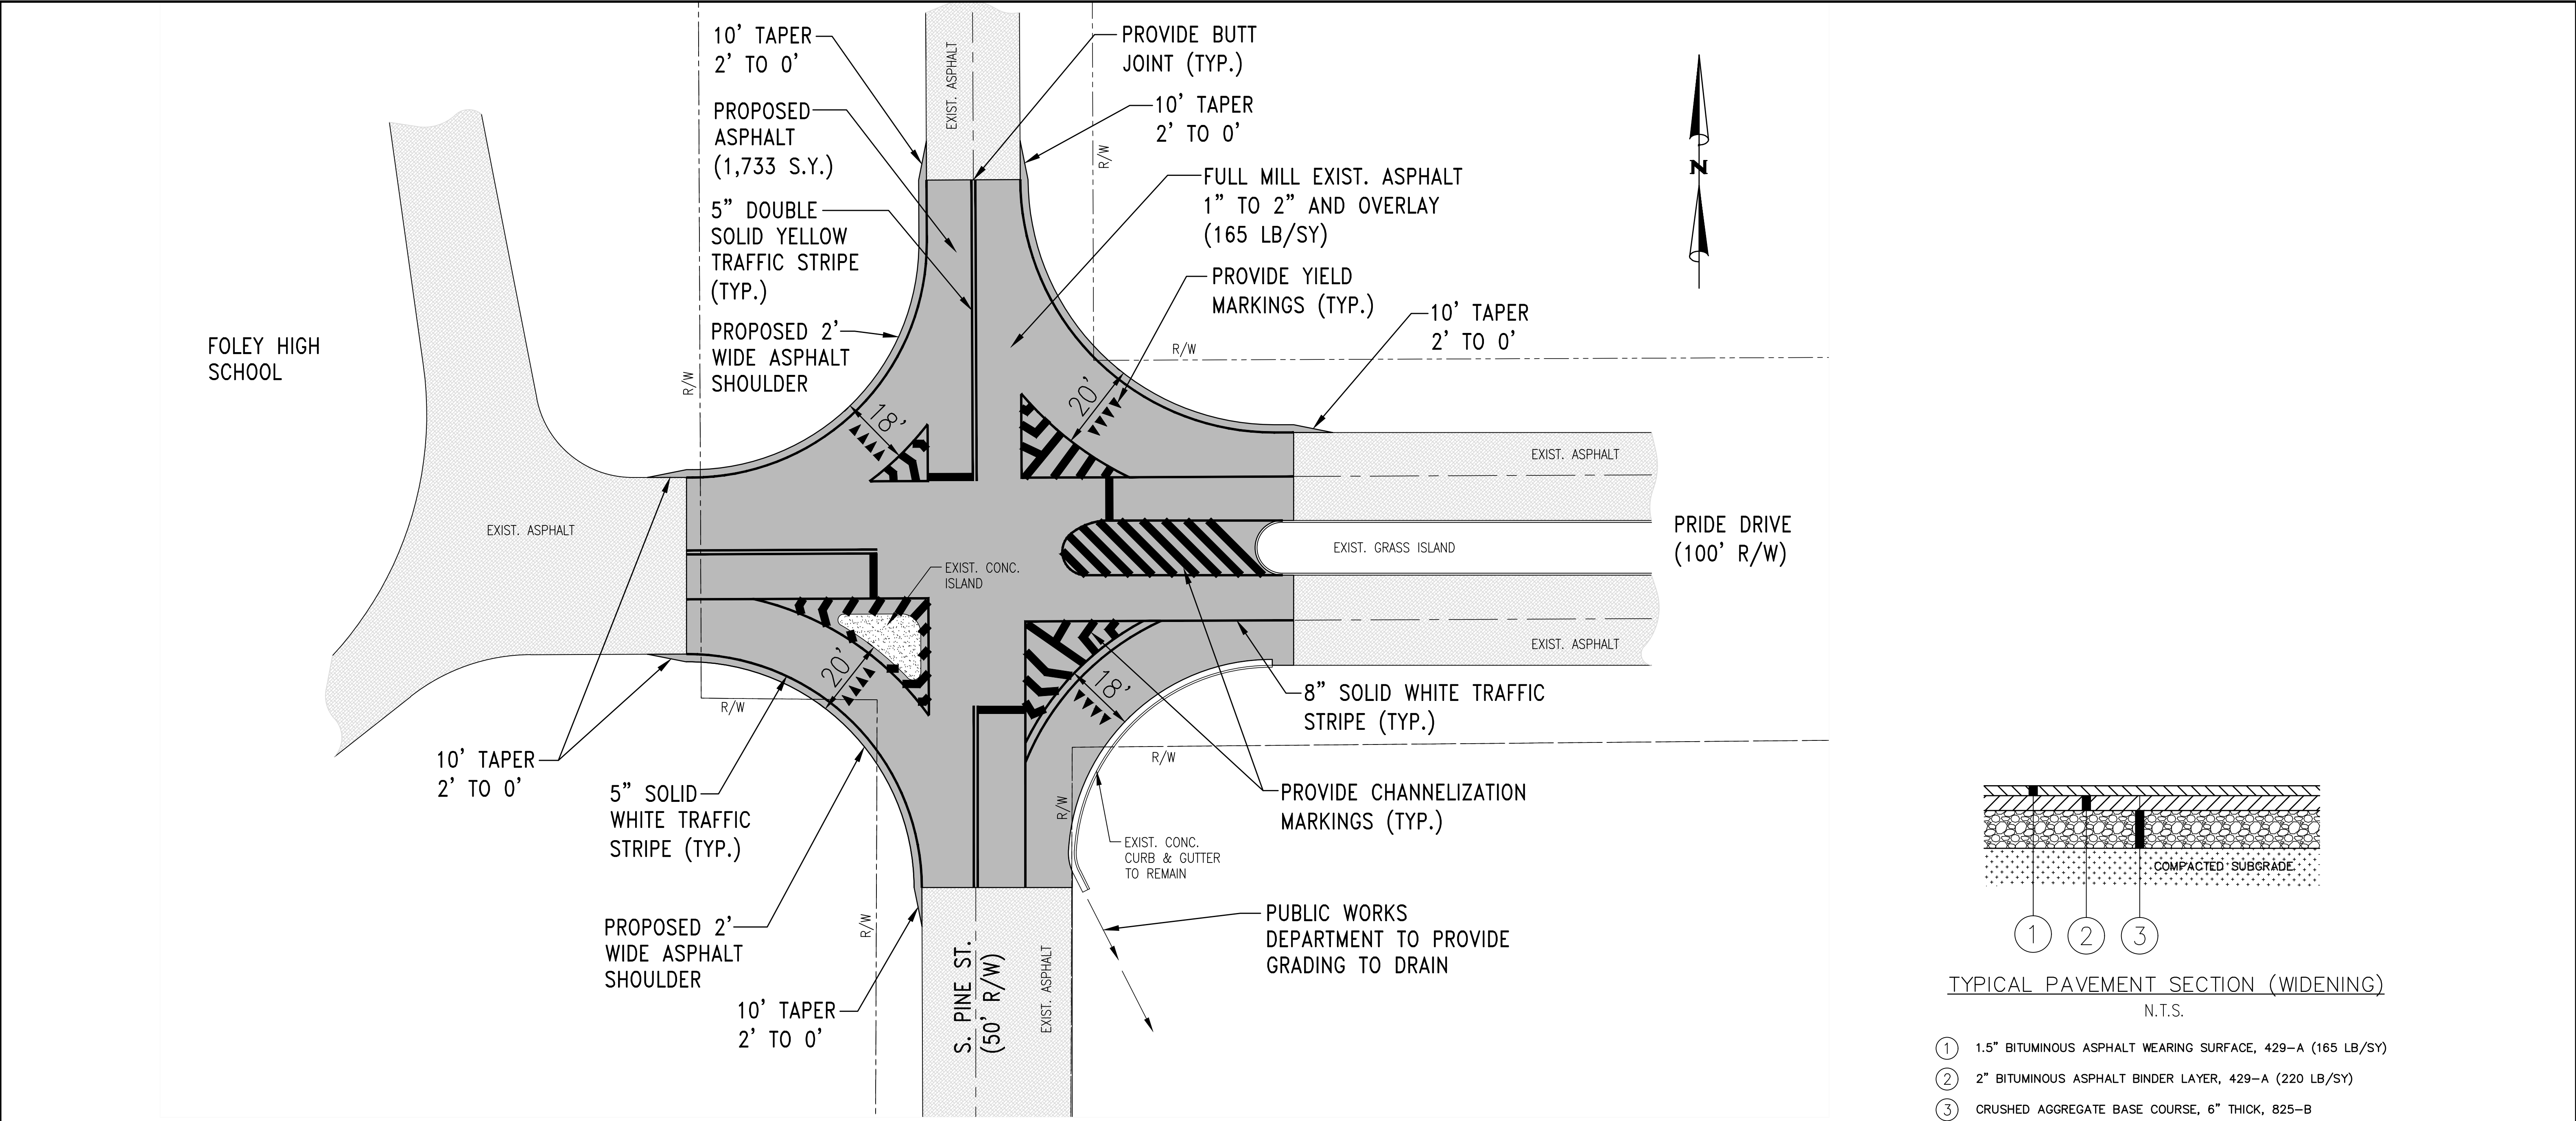 10' TAPER
2' TO 0'
PROPOSED
ASPHALT
(1,733 S.Y.)
5" DOUBLE
SOLID YELLOW
TRAFFIC STRIPE
(TYP.)
PROPOSED 2'
WIDE ASPHALT
SHOULDER
EXIST. ASPHALT
PROVIDE BUTT
JOINT (TYP.)
10' TAPER
2' TO 0'
R/W
FULL MILL EXIST. ASPHALT
1" TO 2" AND OVERLAY
(165 LB/SY)
PROVIDE YIELD
MARKINGS (TYP.)
10' TAPER
2' TO 0'
R/W
N
FOLEY HIGH
SCHOOL
R/W
18'
20'
EXIST. ASPHALT
EXIST. ASPHALT
EXIST. GRASS ISLAND
PRIDE DRIVE
(100' R/W)
EXIST. CONC.
ISLAND
EXIST. ASPHALT
20'
18'
R/W
8" SOLID WHITE TRAFFIC
STRIPE (TYP.)
R/W
10' TAPER
2' TO 0'
5" SOLID
WHITE TRAFFIC
STRIPE (TYP.)
R/W
PROVIDE CHANNELIZATION
MARKINGS (TYP.)
EXIST. CONC.
CURB & GUTTER
TO REMAIN
PROPOSED 2'
WIDE ASPHALT
SHOULDER
R/W
PUBLIC WORKS
DEPARTMENT TO PROVIDE
GRADING TO DRAIN
10' TAPER
2' TO 0'
S. PINE ST.
(50' R/W)
EXIST. ASPHALT
COMPACTED SUBGRADE
1 2 3
TYPICAL PAVEMENT SECTION (WIDENING)
N.T.S.
1 1.5" BITUMINOUS ASPHALT WEARING SURFACE, 429-A (165 LB/SY)
2 2" BITUMINOUS ASPHALT BINDER LAYER, 429-A (220 LB/SY)
3 CRUSHED AGGREGATE BASE COURSE, 6" THICK, 825-B